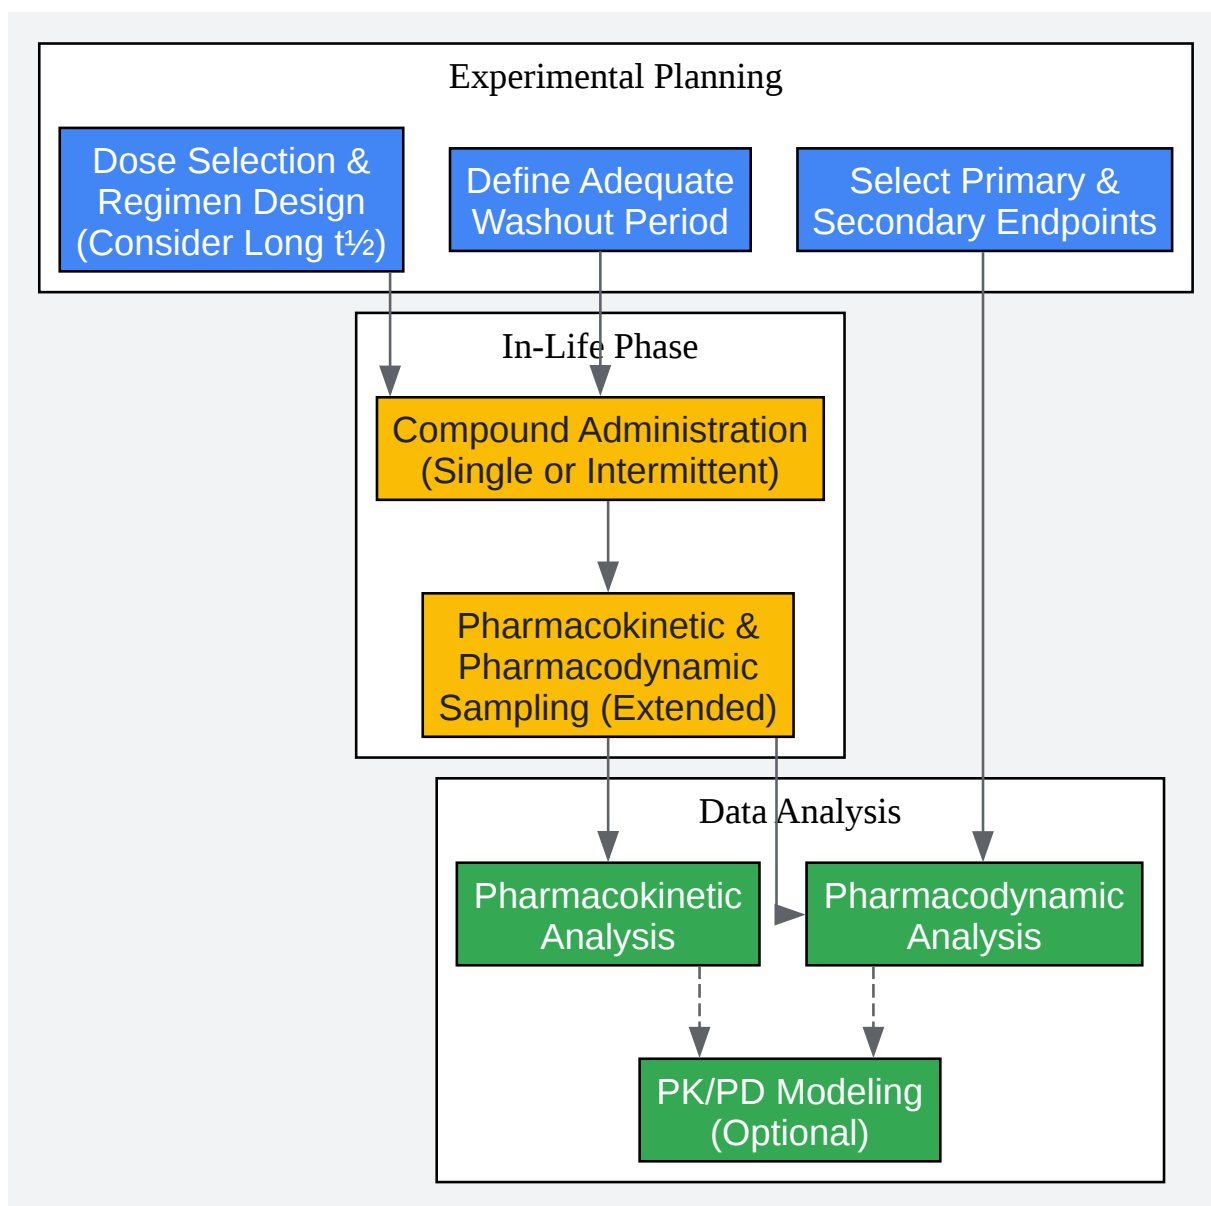 Experimental Planning
Dose Selection &
Regimen Design
(Consider Long t½)
Define Adequate
Washout Period
Select Primary &
Secondary Endpoints
In-Life Phase
Compound Administration
(Single or Intermittent)
Pharmacokinetic &
Pharmacodynamic
Sampling (Extended)
Data Analysis
Pharmacokinetic
Analysis
Pharmacodynamic
Analysis
PK/PD Modeling
(Optional)